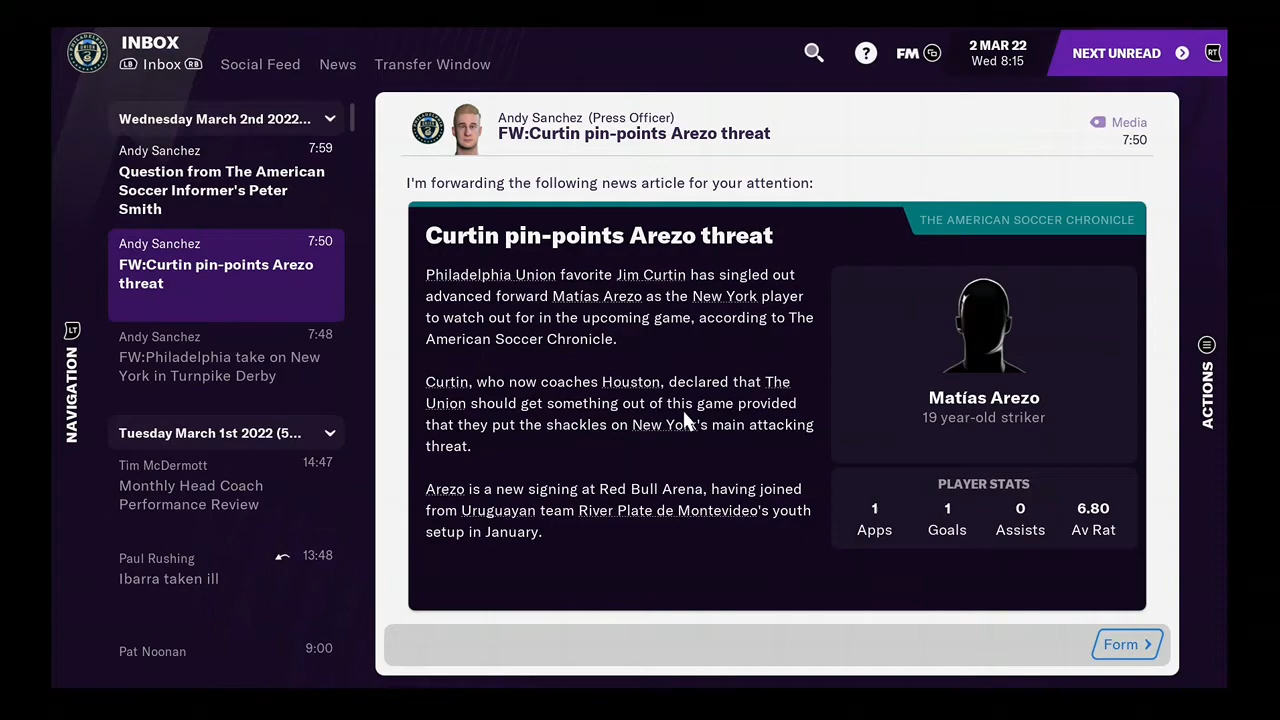 INBOX
LB Inbox RB Social Feed News Transfer Window
? FM
2 MAR 22
Wed 8:15
NEXT UNREAD
RT
Wednesday March 2nd 2022...
Andy Sanchez 7:59
Question from The American
Soccer Informer's Peter
Smith
Andy Sanchez 7:50
FW:Curtin pin-points Arezo
threat
Andy Sanchez 7:48
FW:Philadelphia take on New
York in Turnpike Derby
Tuesday March 1st 2022 (5...
Tim McDermott 14:47
Monthly Head Coach
Performance Review
Paul Rushing 13:48
Ibarra taken ill
Pat Noonan 9:00
LT
NAVIGATION
Andy Sanchez (Press Officer)
FW:Curtin pin-points Arezo threat
Media
7:50
I'm forwarding the following news article for your attention:
THE AMERICAN SOCCER CHRONICLE
Curtin pin-points Arezo threat
Philadelphia Union favorite Jim Curtin has singled out
advanced forward Matías Arezo as the New York player
to watch out for in the upcoming game, according to The
American Soccer Chronicle.
Curtin, who now coaches Houston, declared that The
Union should get something out of this game provided
that they put the shackles on New York's main attacking
threat.
Arezo is a new signing at Red Bull Arena, having joined
from Uruguayan team River Plate de Montevideo's youth
setup in January.
Matías Arezo
19 year-old striker
PLAYER STATS
1 1 0 6.80
Apps Goals Assists Av Rat
Form
ACTIONS